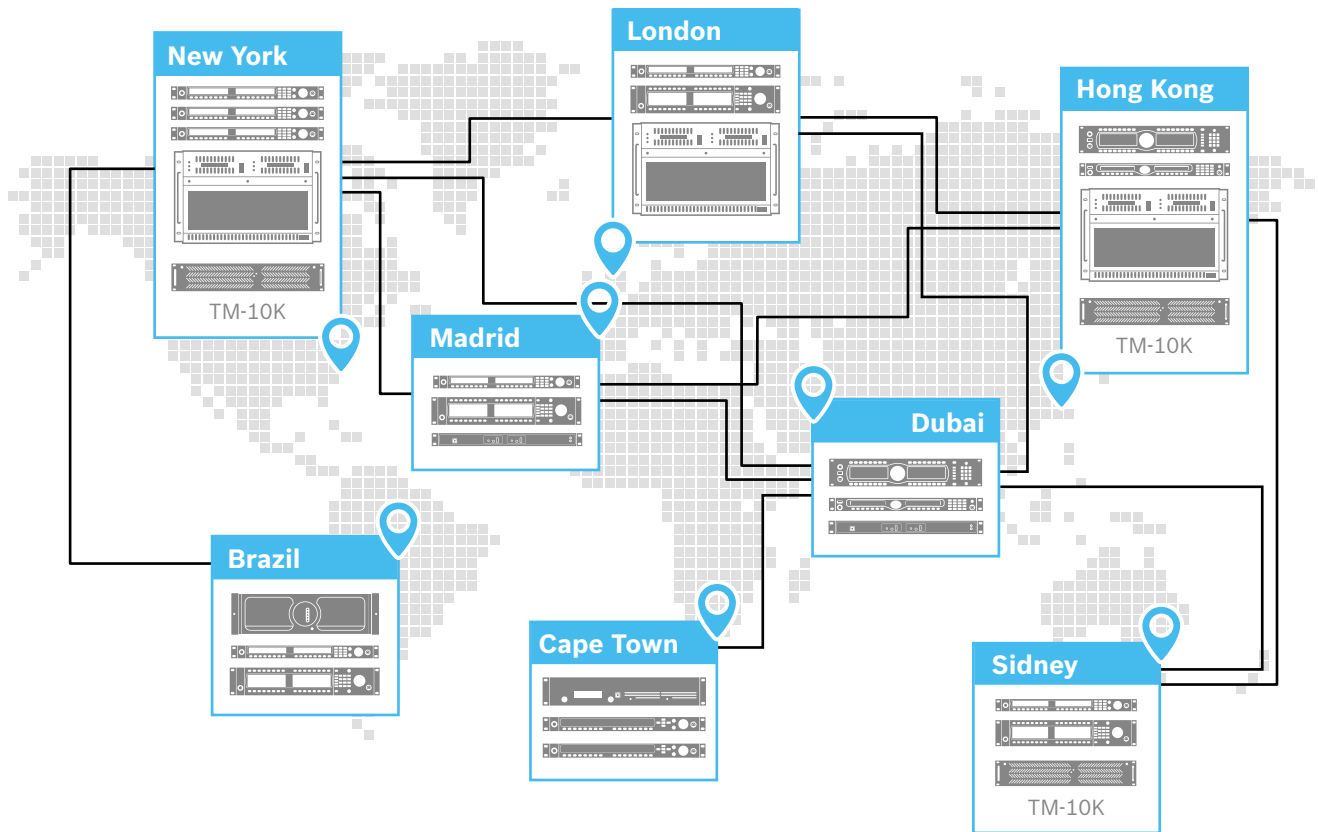 New York
TM-10K
London
Hong Kong
TM-10K
Madrid
Dubai
Brazil
Cape Town
Sidney
TM-10K